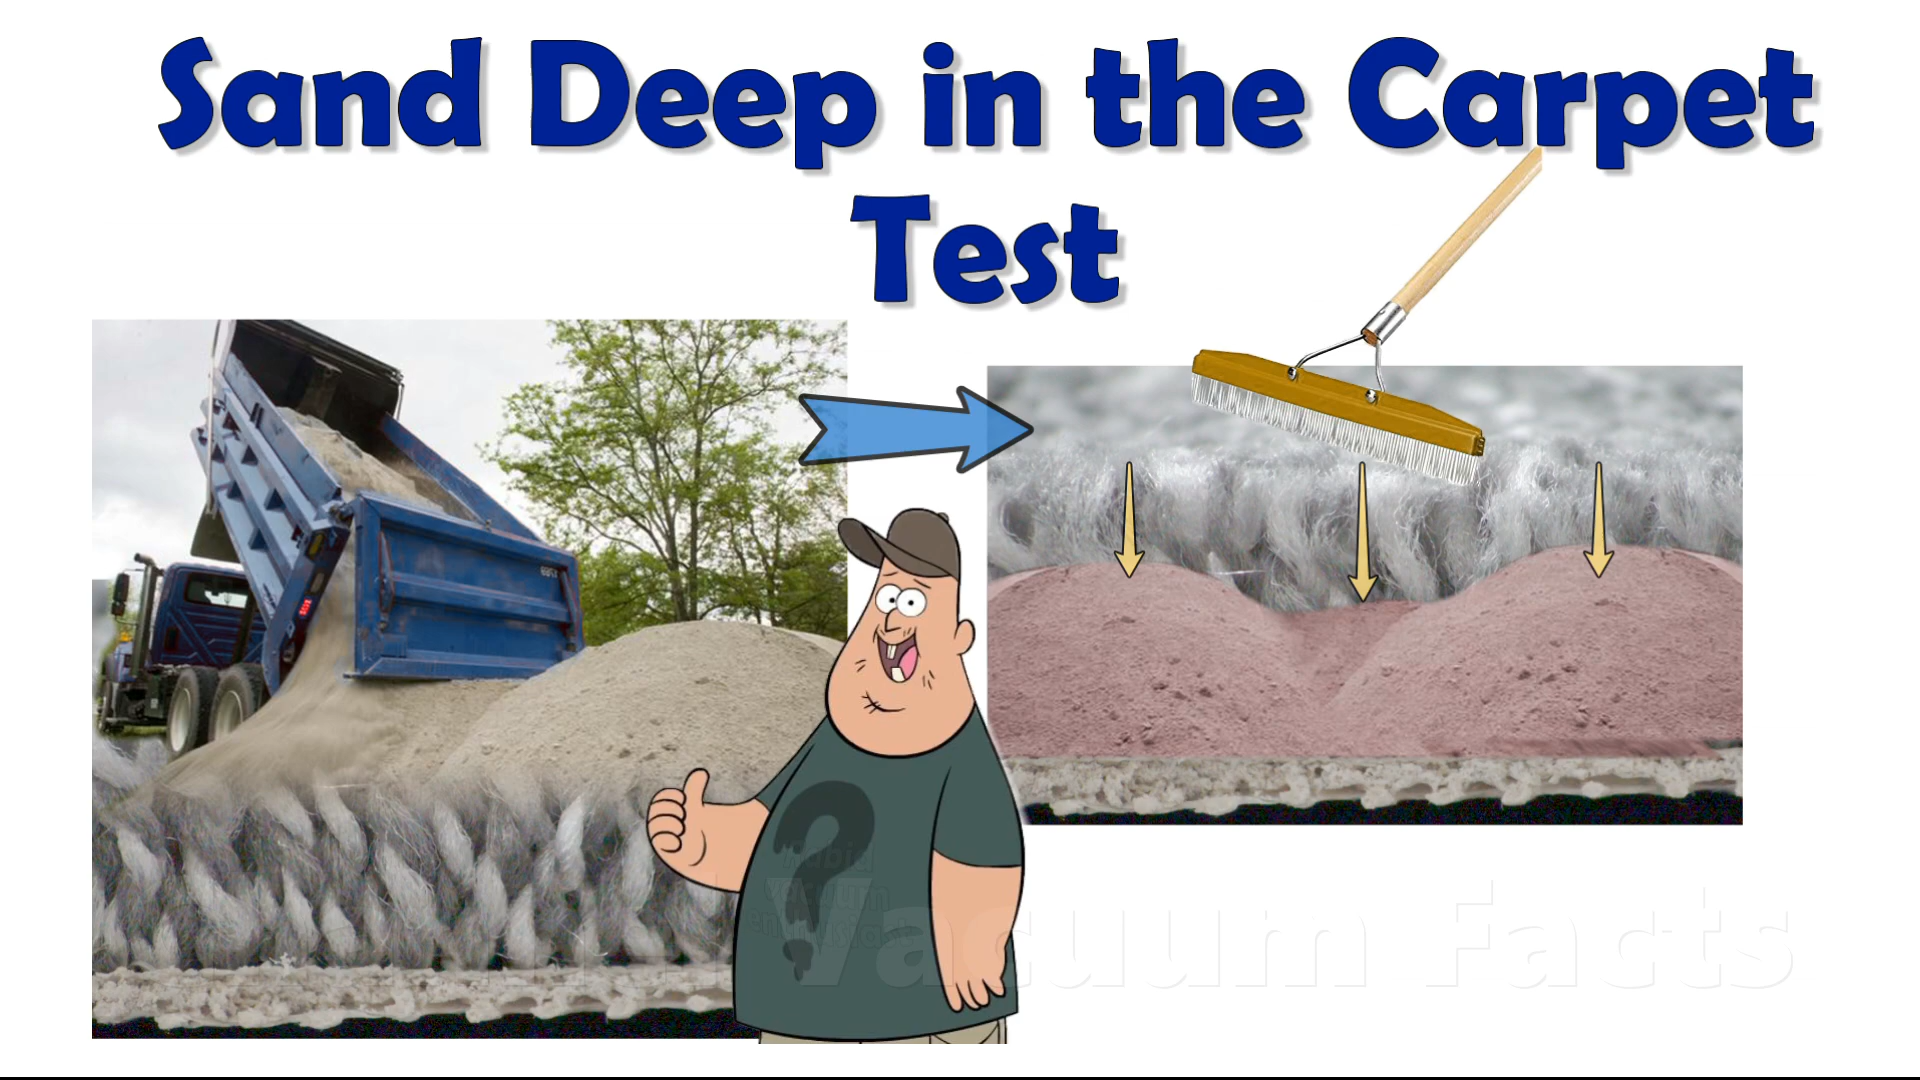 Sand Deep in the Carpet
Test
Vacuum Facts